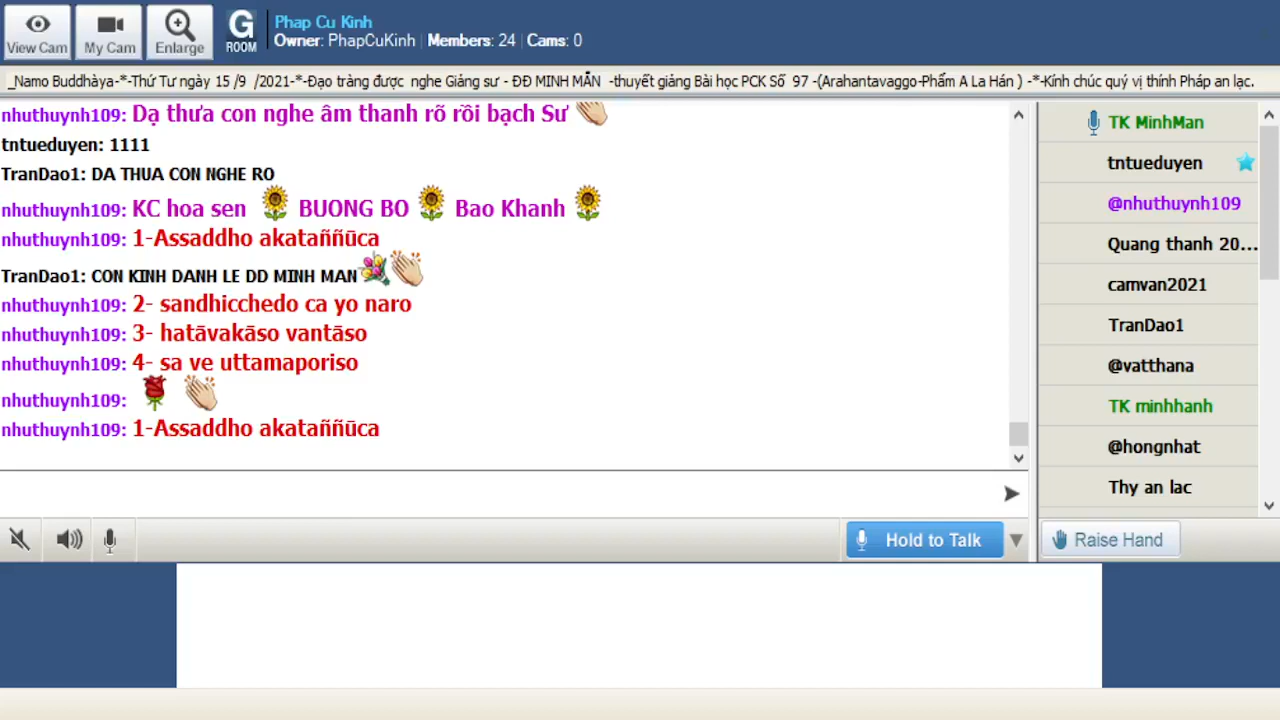 View Cam
My Cam
Enlarge
G
ROOM
Phap Cu Kinh
Owner: PhapCuKinh | Members: 24 | Cams: 0
_Namo Buddhàya-*-Thứ Tư ngày 15 /9 /2021-*-Đạo tràng được nghe Giảng sư - ĐĐ MINH MẪN -thuyết giảng Bài học PCK Số 97 -(Arahantavaggo-Phẩm A La Hán ) -*-Kính chúc quý vị thính Pháp an lạc.
nhuthuynh109: Dạ thưa con nghe âm thanh rõ rồi bạch Sư
tntueduyen: 1111
TranDao1: DA THUA CON NGHE RO
nhuthuynh109: KC hoa sen BUONG BO Bao Khanh
nhuthuynh109: 1-Assaddho akataññūca
TranDao1: CON KINH DANH LE DD MINH MAN
nhuthuynh109: 2- sandhicchedo ca yo naro
nhuthuynh109: 3- hatāvakāso vantāso
nhuthuynh109: 4- sa ve uttamaporiso
nhuthuynh109:
nhuthuynh109: 1-Assaddho akataññūca
TK MinhMan
tntueduyen
@nhuthuynh109
Quang thanh 20...
camvan2021
TranDao1
@vatthana
TK minhhanh
@hongnhat
Thy an lac
Hold to Talk
Raise Hand